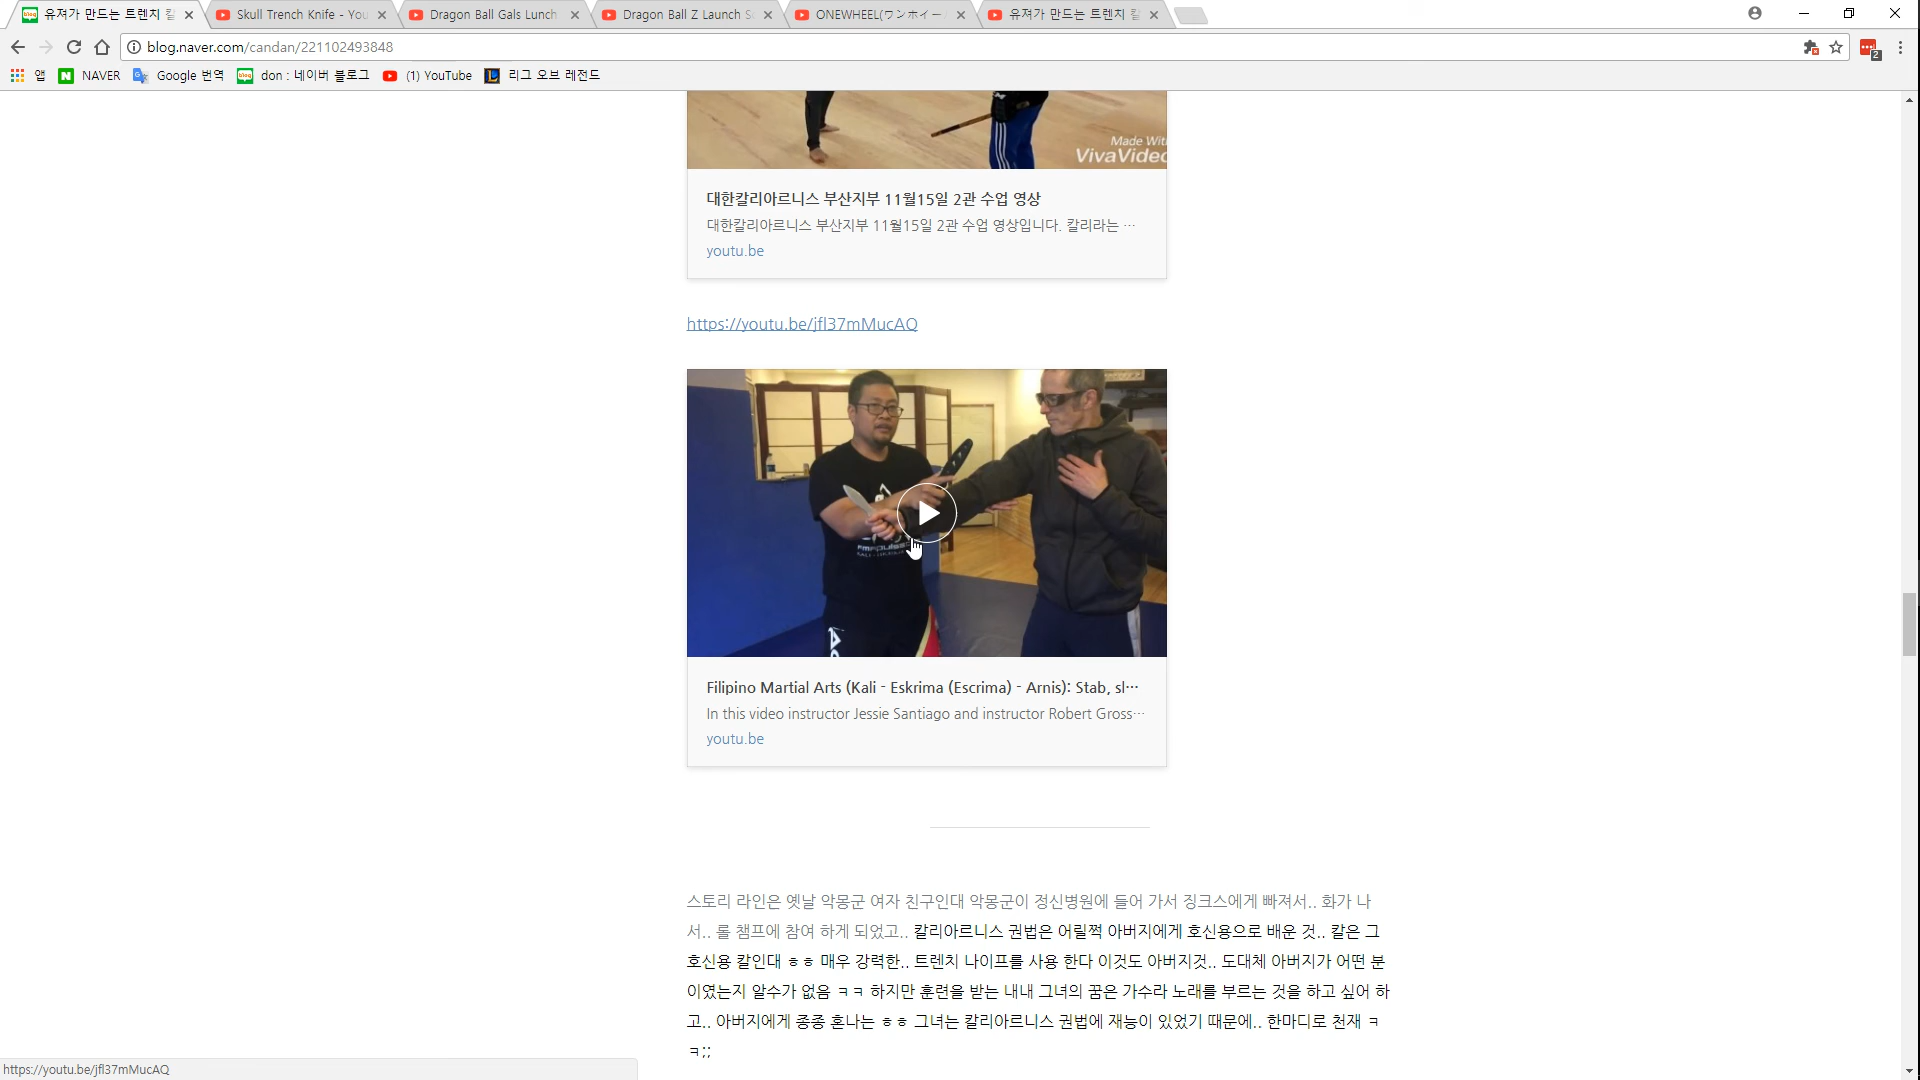 유져가 만드는 트렌치 칼
Skull Trench Knife - You
Dragon Ball Gals Lunch
Dragon Ball Z Launch S
ONEWHEEL(ワンホイー
유져가 만드는 트렌치 칼
blog.naver.com/candan/221102493848
2
앱
NAVER
Google 번역
don : 네이버 블로그
(1) YouTube
리그 오브 레전드
Made With
VivaVideo
대한칼리아르니스 부산지부 11월15일 2관 수업 영상
대한칼리아르니스 부산지부 11월15일 2관 수업 영상입니다. 칼리라는 ···
youtu.be
https://youtu.be/jfl37mMucAQ
Filipino Martial Arts (Kali - Eskrima (Escrima) - Arnis): Stab, sl···
In this video instructor Jessie Santiago and instructor Robert Gross···
youtu.be
스토리 라인은 옛날 악몽군 여자 친구인대 악몽군이 정신병원에 들어 가서 징크스에게 빠져서.. 화가 나
서.. 롤 챔프에 참여 하게 되었고.. 칼리아르니스 권법은 어릴쩍 아버지에게 호신용으로 배운 것.. 칼은 그
호신용 칼인대 ㅎㅎ 매우 강력한.. 트렌치 나이프를 사용 한다 이것도 아버지것.. 도대체 아버지가 어떤 분
이였는지 알수가 없음 ㅋㅋ 하지만 훈련을 받는 내내 그녀의 꿈은 가수라 노래를 부르는 것을 하고 싶어 하
고.. 아버지에게 종종 혼나는 ㅎㅎ 그녀는 칼리아르니스 권법에 재능이 있었기 때문에.. 한마디로 천재 ㅋ
ㅋ;;
https://youtu.be/jfl37mMucAQ